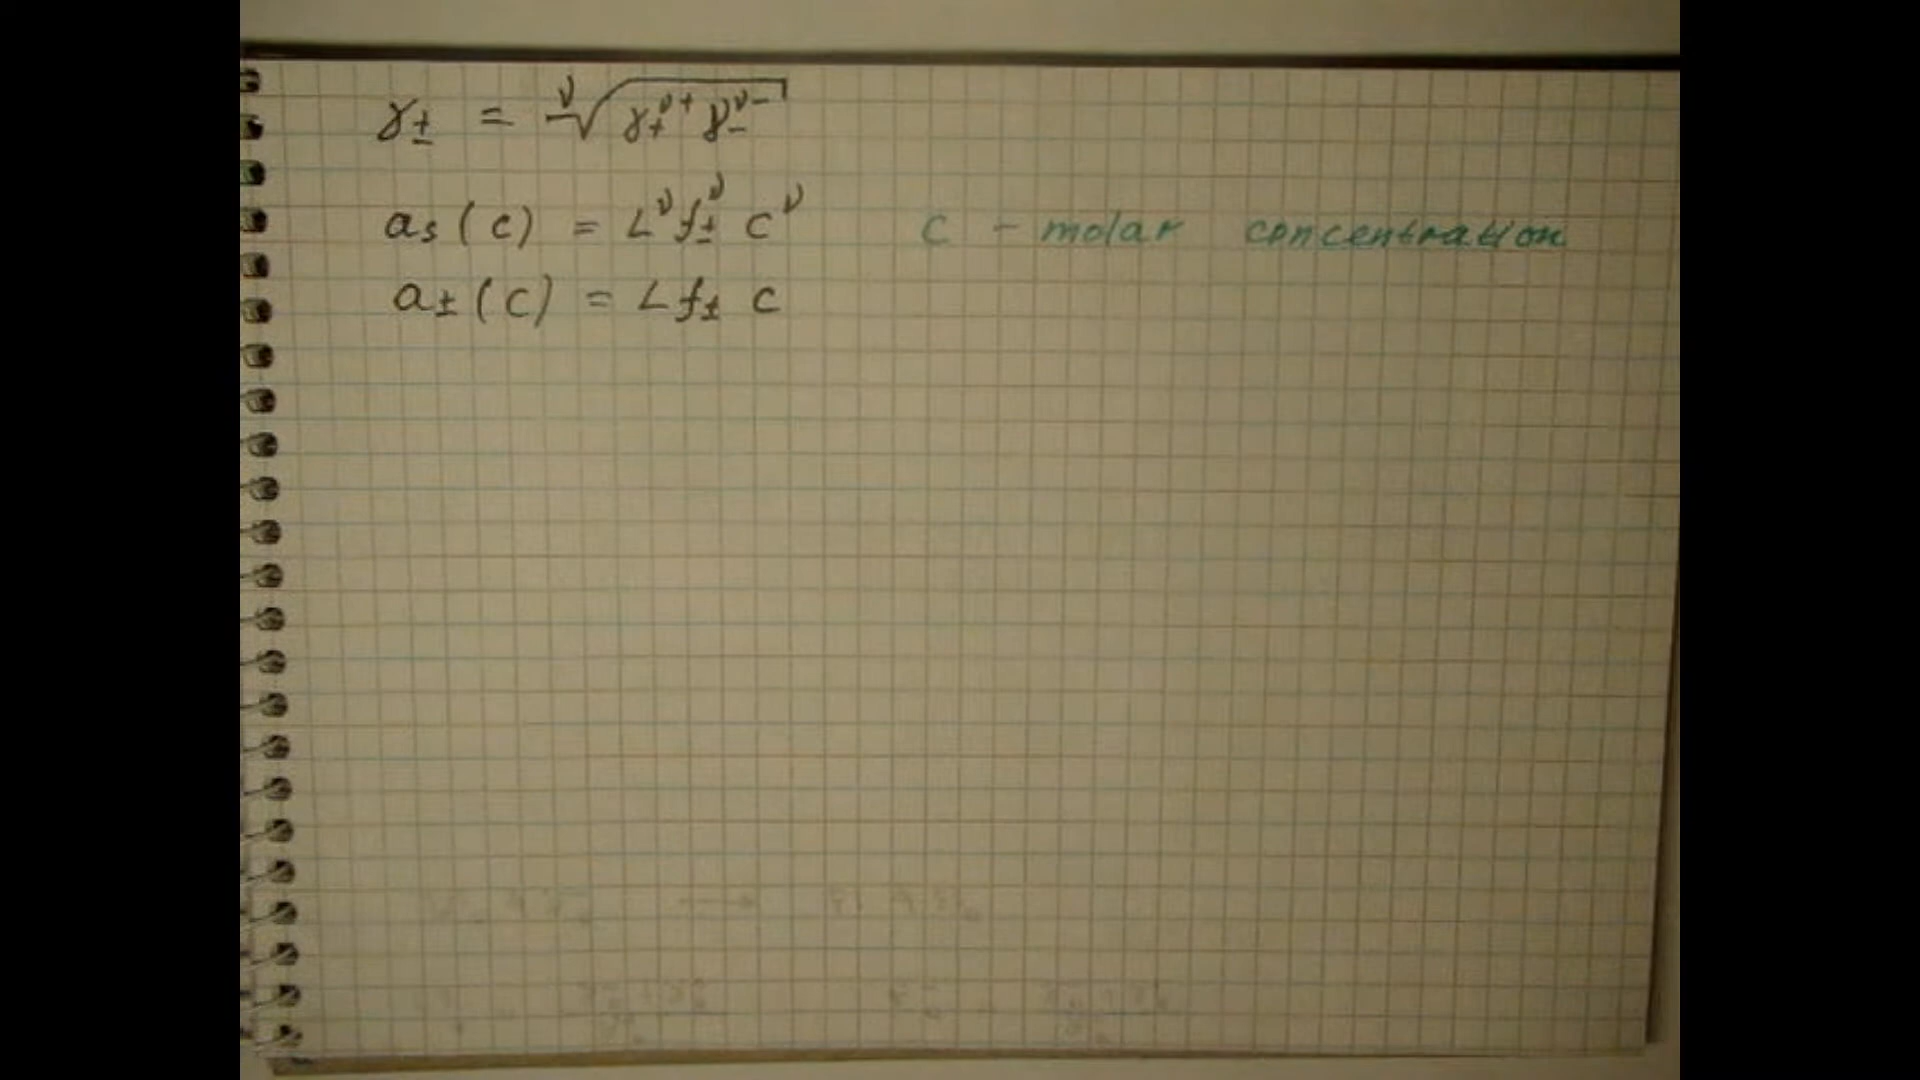 γ± = ᵛ√(γ₊^ν+ γ₋^ν−)
as (c) = L^ν f±^ν c^ν c - molar concentration
a± (c) = L f± c